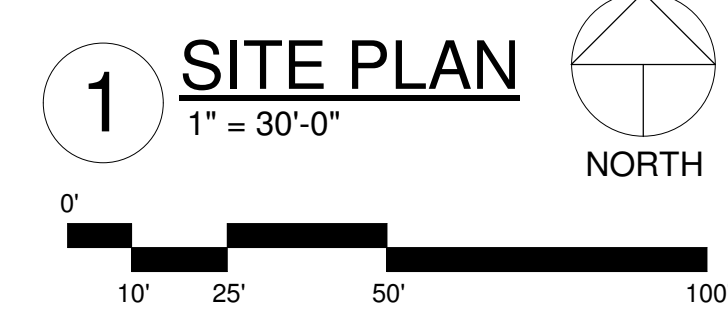 1
SITE PLAN
1" = 30'-0"
NORTH
0'
10' 25' 50' 100